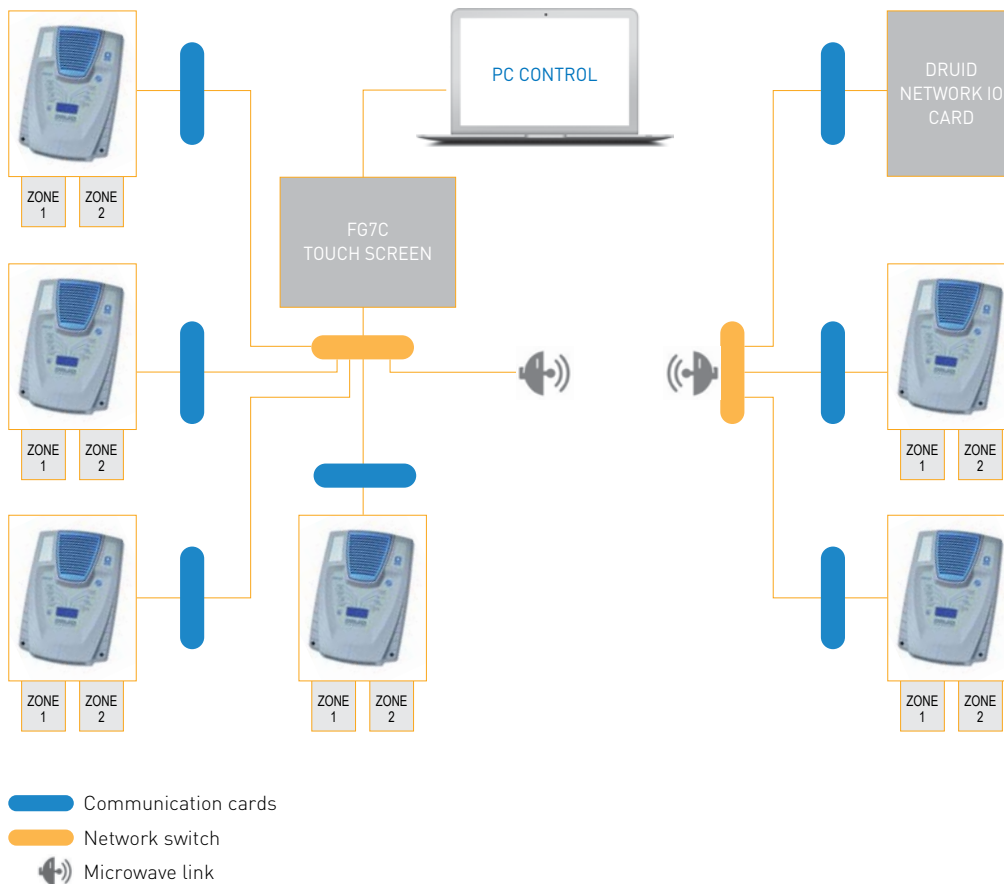 PC CONTROL
DRUID
NETWORK IO
CARD
ZONE
1
ZONE
2
FG7C
TOUCH SCREEN
ZONE
1
ZONE
2
ZONE
1
ZONE
2
ZONE
1
ZONE
2
ZONE
1
ZONE
2
ZONE
1
ZONE
2
Communication cards
Network switch
Microwave link